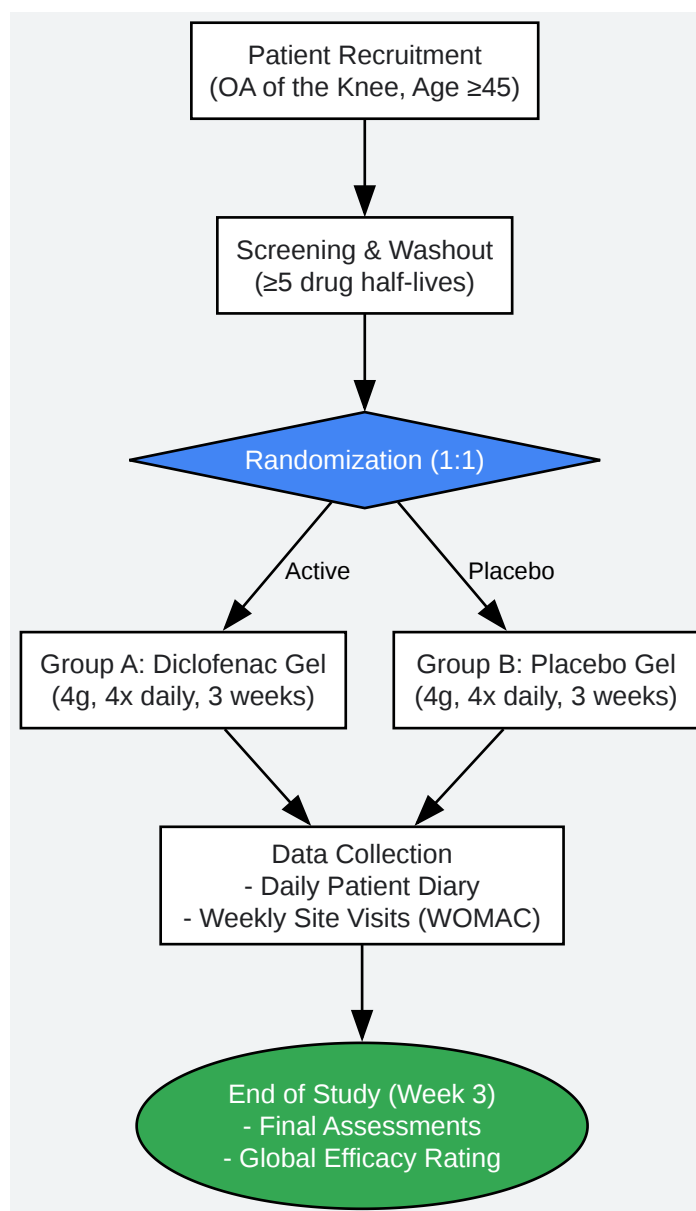 Patient Recruitment
(OA of the Knee, Age ≥45)
Screening & Washout
(≥5 drug half-lives)
Randomization (1:1)
Active
Placebo
Group A: Diclofenac Gel
(4g, 4x daily, 3 weeks)
Group B: Placebo Gel
(4g, 4x daily, 3 weeks)
Data Collection
- Daily Patient Diary
- Weekly Site Visits (WOMAC)
End of Study (Week 3)
- Final Assessments
- Global Efficacy Rating